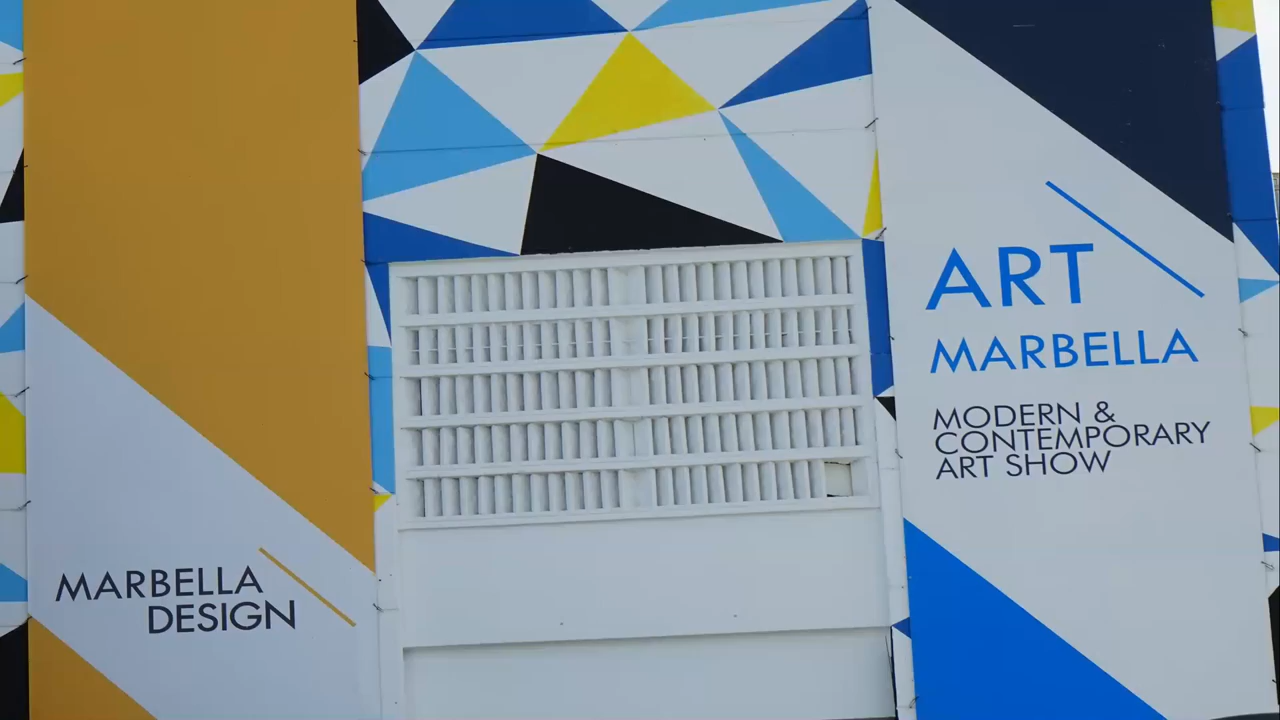 MARBELLA
DESIGN
ART
MARBELLA
MODERN &
CONTEMPORARY
ART SHOW